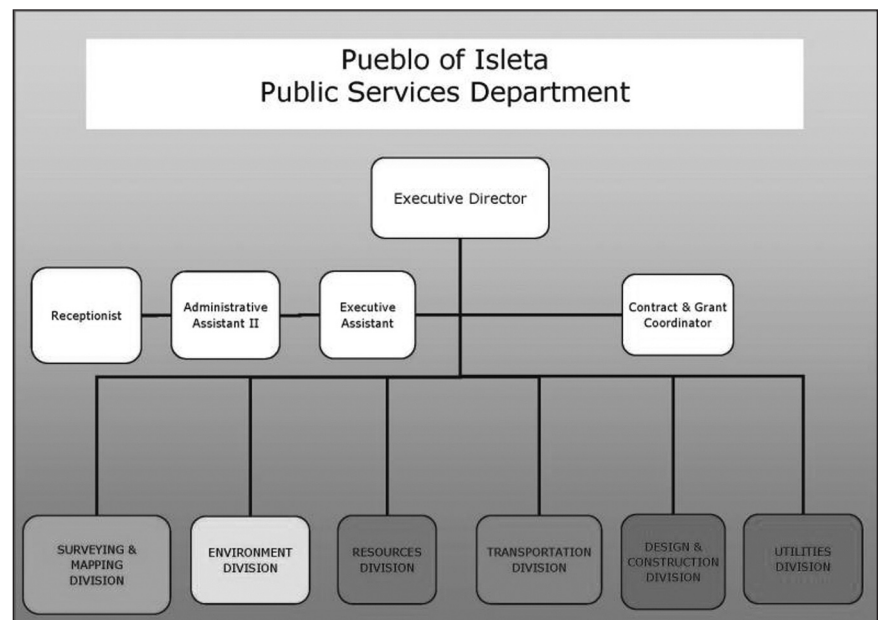 Pueblo of Isleta
Public Services Department
Executive Director
Receptionist
Administrative
Assistant II
Executive
Assistant
Contract & Grant
Coordinator
SURVEYING &
MAPPING
DIVISION
ENVIRONMENT
DIVISION
RESOURCES
DIVISION
TRANSPORTATION
DIVISION
DESIGN &
CONSTRUCTION
DIVISION
UTILITIES
DIVISION